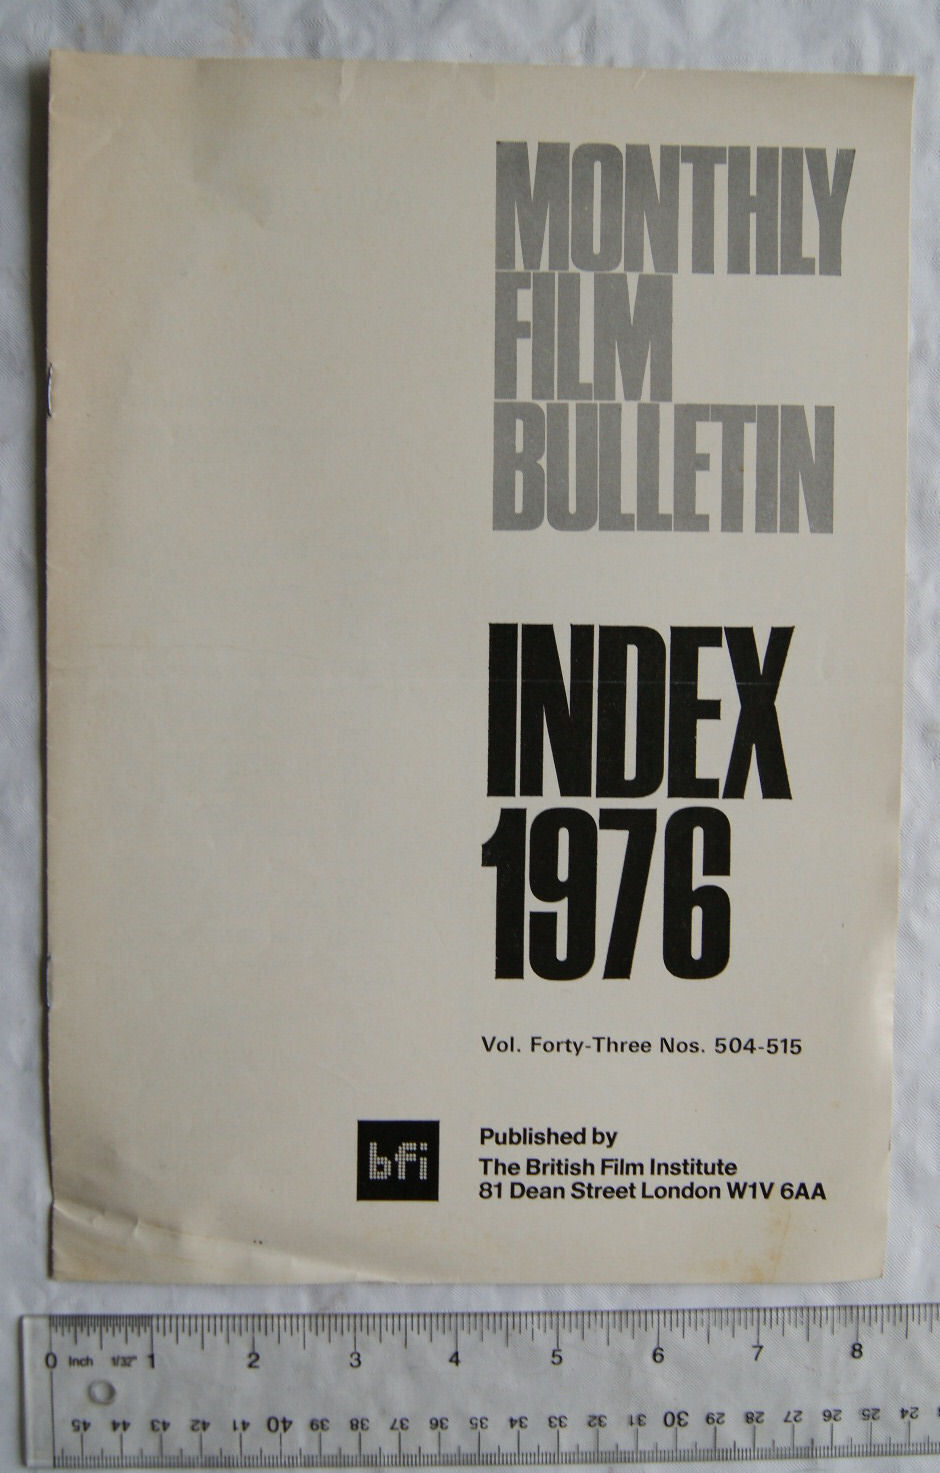 MONTHLY
FILM
BULLETIN
INDEX
1976
Vol. Forty-Three Nos. 504-515
bfi
Published by
The British Film Institute
81 Dean Street London W1V 6AA
0 Inch 1/32" 1 2 3 4 5 6 7 8
45 44 43 42 41 40 39 38 37 36 35 34 33 32 31 30 29 28 27 26 25 24